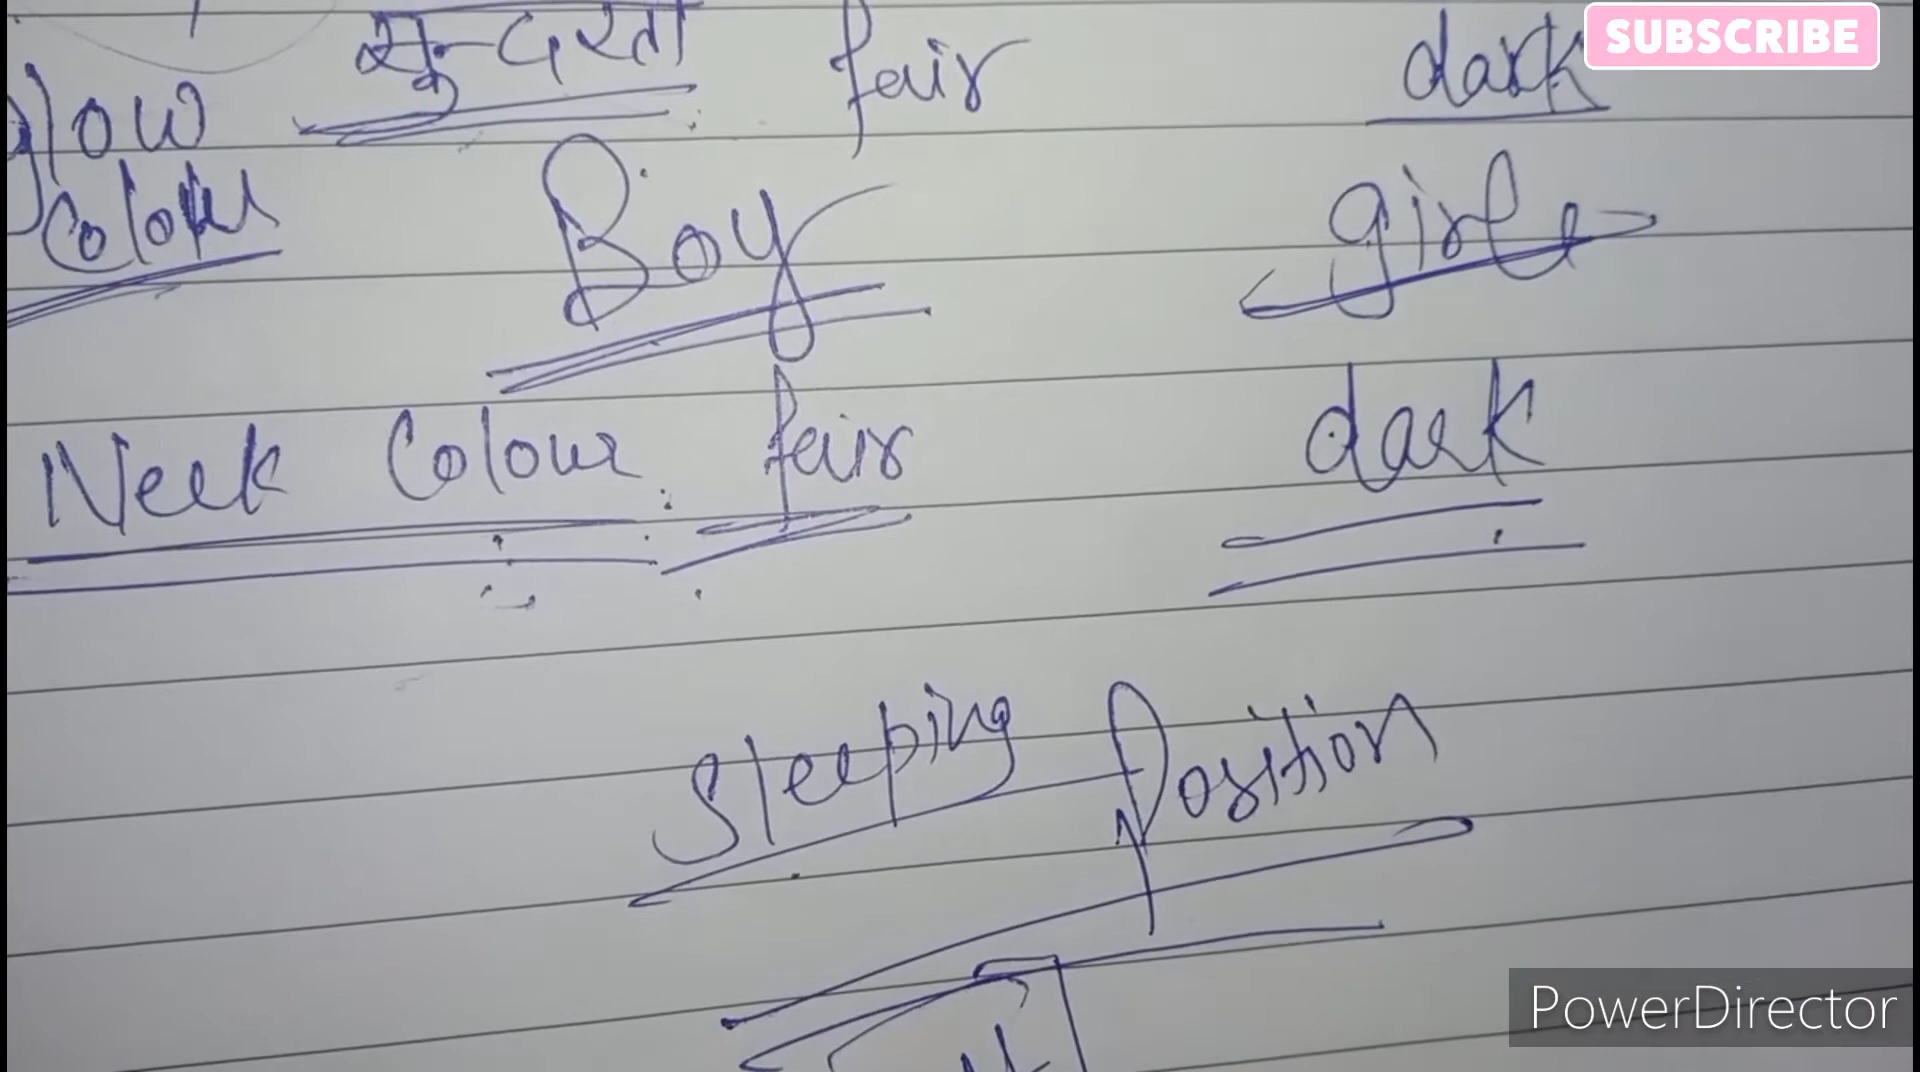 सुन्दरता fair dark
SUBSCRIBE
glow
Colour Boy girl
Neck Colour fair dark
Sleeping Position
PowerDirector